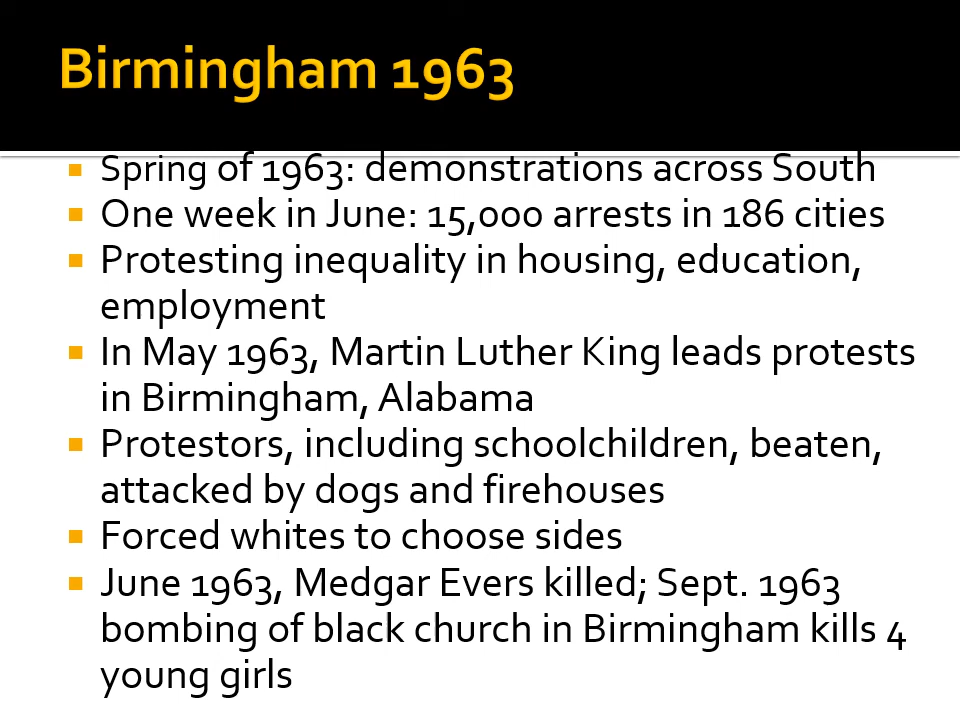 Birmingham 1963
Spring of 1963: demonstrations across South
One week in June: 15,000 arrests in 186 cities
Protesting inequality in housing, education,
employment
In May 1963, Martin Luther King leads protests
in Birmingham, Alabama
Protestors, including schoolchildren, beaten,
attacked by dogs and firehouses
Forced whites to choose sides
June 1963, Medgar Evers killed; Sept. 1963
bombing of black church in Birmingham kills 4
young girls